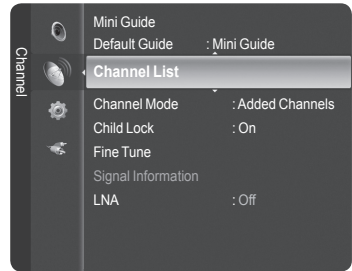 Channel
Mini Guide
Default Guide : Mini Guide
Channel List
Channel Mode : Added Channels
Child Lock : On
Fine Tune
Signal Information
LNA : Off